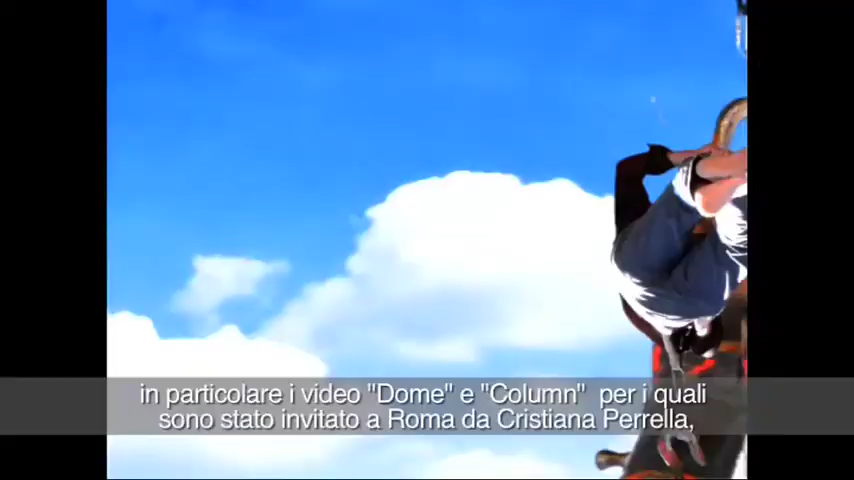 in particolare i video "Dome" e "Column" per i quali
sono stato invitato a Roma da Cristiana Perrella,